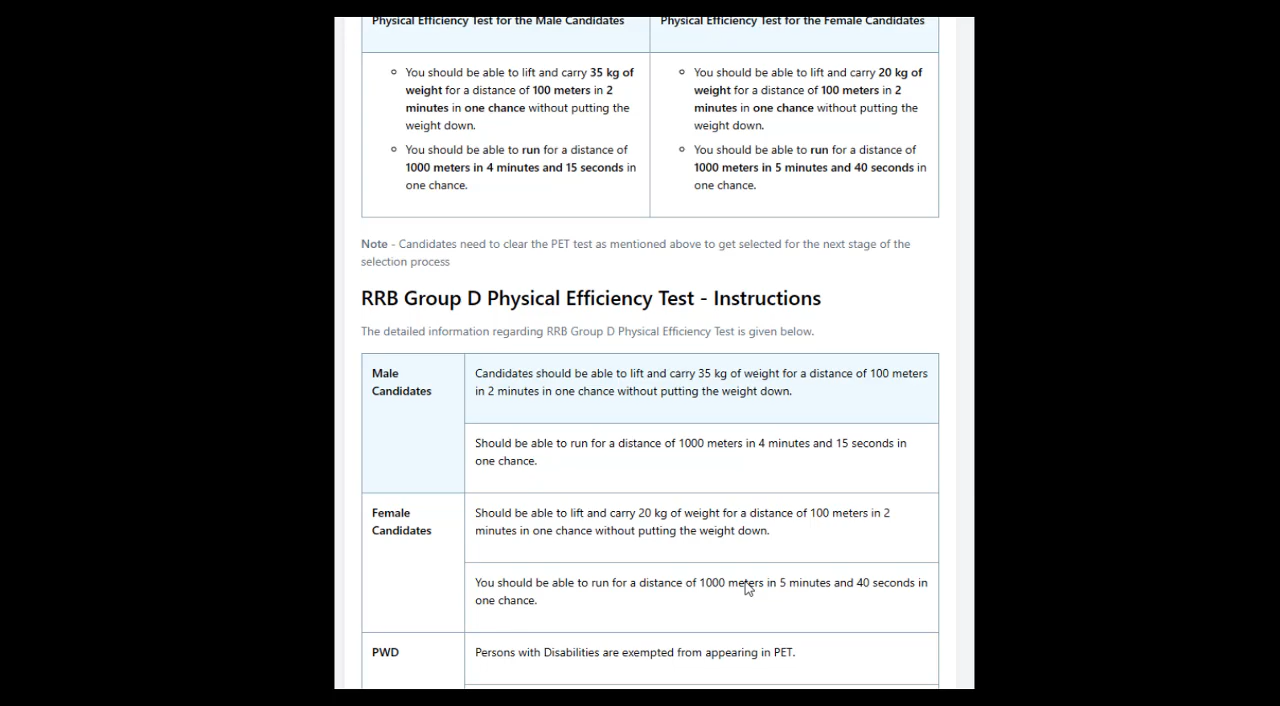 Physical Efficiency Test for the Male Candidates
Physical Efficiency Test for the Female Candidates
You should be able to lift and carry 35 kg of
weight for a distance of 100 meters in 2
minutes in one chance without putting the
weight down.
You should be able to run for a distance of
1000 meters in 4 minutes and 15 seconds in
one chance.
You should be able to lift and carry 20 kg of
weight for a distance of 100 meters in 2
minutes in one chance without putting the
weight down.
You should be able to run for a distance of
1000 meters in 5 minutes and 40 seconds in
one chance.
Note - Candidates need to clear the PET test as mentioned above to get selected for the next stage of the
selection process
RRB Group D Physical Efficiency Test - Instructions
The detailed information regarding RRB Group D Physical Efficiency Test is given below.
Male
Candidates
Candidates should be able to lift and carry 35 kg of weight for a distance of 100 meters
in 2 minutes in one chance without putting the weight down.
Should be able to run for a distance of 1000 meters in 4 minutes and 15 seconds in
one chance.
Female
Candidates
Should be able to lift and carry 20 kg of weight for a distance of 100 meters in 2
minutes in one chance without putting the weight down.
You should be able to run for a distance of 1000 meters in 5 minutes and 40 seconds in
one chance.
PWD
Persons with Disabilities are exempted from appearing in PET.